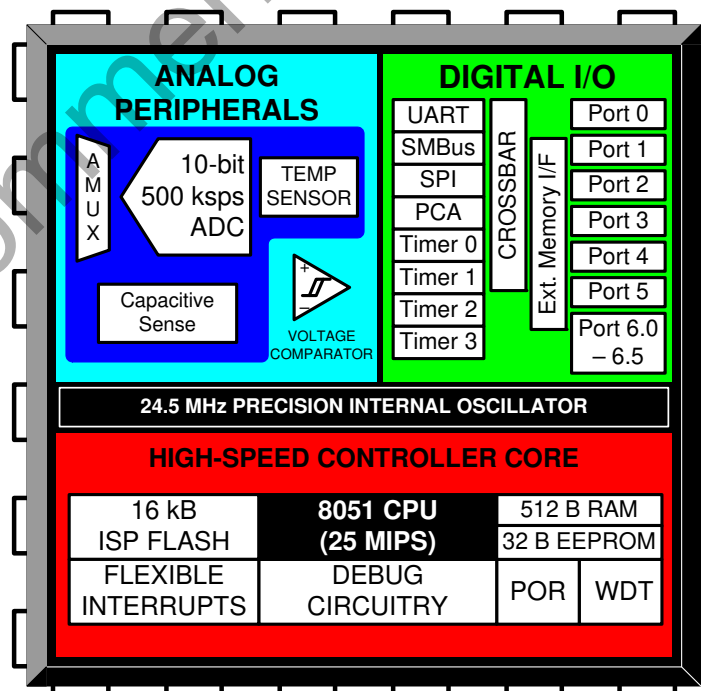 ANALOG
PERIPHERALS
A
M
U
X
10-bit
500 ksps
ADC
TEMP
SENSOR
Capacitive
Sense
+
–
VOLTAGE
COMPARATOR
DIGITAL I/O
UART
SMBus
SPI
PCA
Timer 0
Timer 1
Timer 2
Timer 3
CROSSBAR
Ext. Memory I/F
Port 0
Port 1
Port 2
Port 3
Port 4
Port 5
Port 6.0
– 6.5
24.5 MHz PRECISION INTERNAL OSCILLATOR
HIGH-SPEED CONTROLLER CORE
16 kB
ISP FLASH
8051 CPU
(25 MIPS)
512 B RAM
32 B EEPROM
FLEXIBLE
INTERRUPTS
DEBUG
CIRCUITRY
POR
WDT